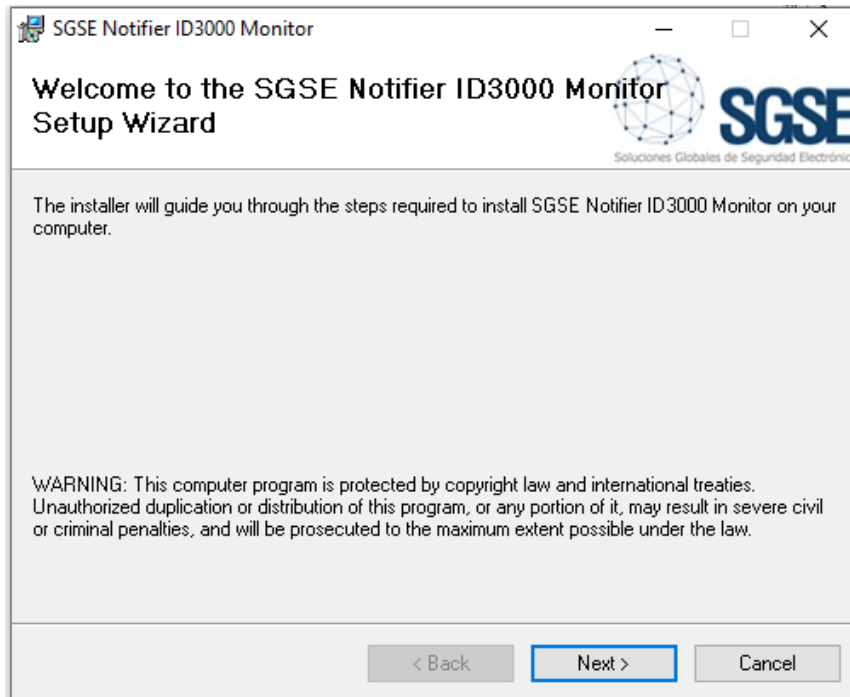 SGSE Notifier ID3000 Monitor
Welcome to the SGSE Notifier ID3000 Monitor
Setup Wizard
SGSE
Soluciones Globales de Seguridad Electrónic
The installer will guide you through the steps required to install SGSE Notifier ID3000 Monitor on your
computer.
WARNING: This computer program is protected by copyright law and international treaties.
Unauthorized duplication or distribution of this program, or any portion of it, may result in severe civil
or criminal penalties, and will be prosecuted to the maximum extent possible under the law.
< Back
Next >
Cancel